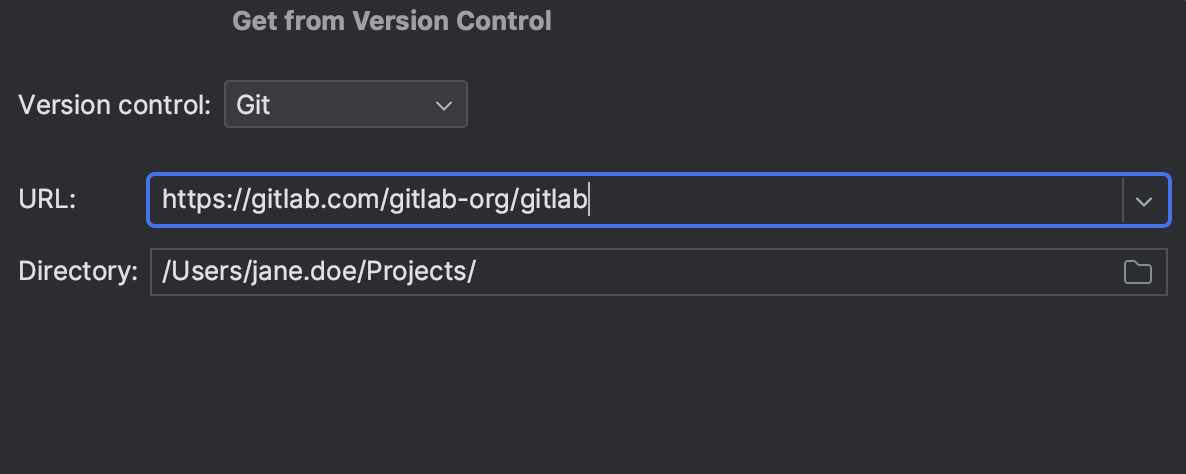 Get from Version Control
Version control: Git
URL: https://gitlab.com/gitlab-org/gitlab
Directory: /Users/jane.doe/Projects/